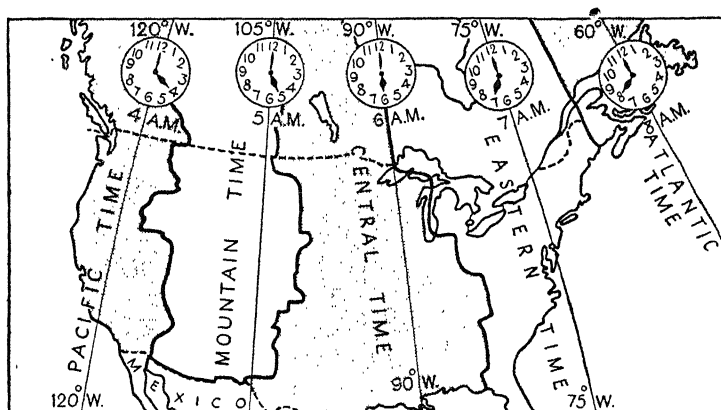 120° W.
105° W.
90° W.
75° W.
60° W.
4 A.M.
5 A.M.
6 A.M.
7 A.M.
A.M.
PACIFIC TIME
MOUNTAIN TIME
CENTRAL TIME
EASTERN TIME
ATLANTIC TIME
MEXICO
120° W.
90° W.
75° W.